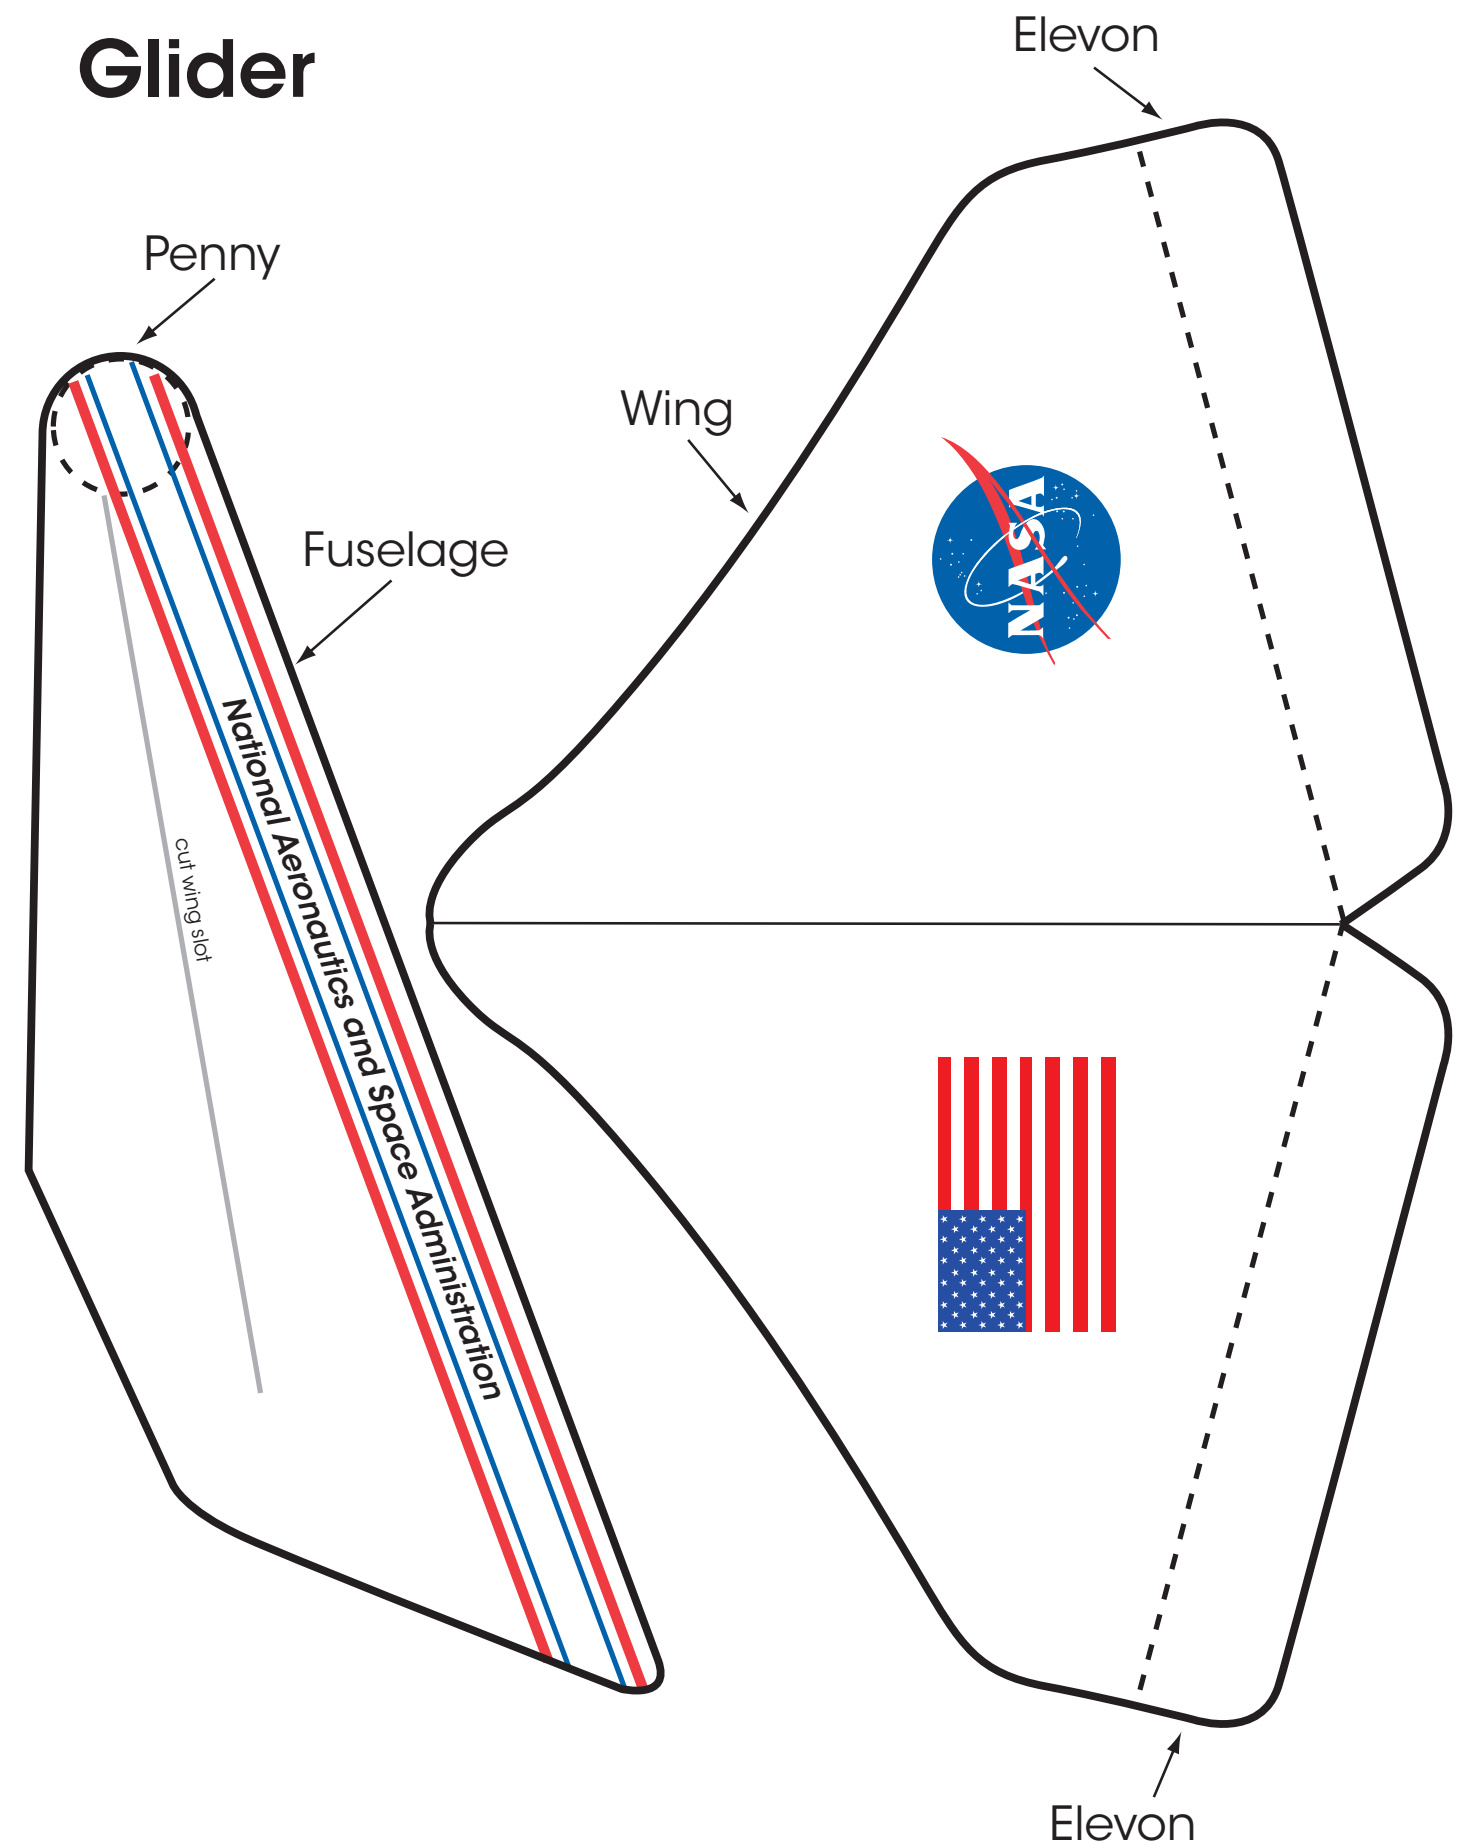 Glider
Elevon
Penny
Wing
Fuselage
NASA
National Aeronautics and Space Administration
cut wing slot
Elevon